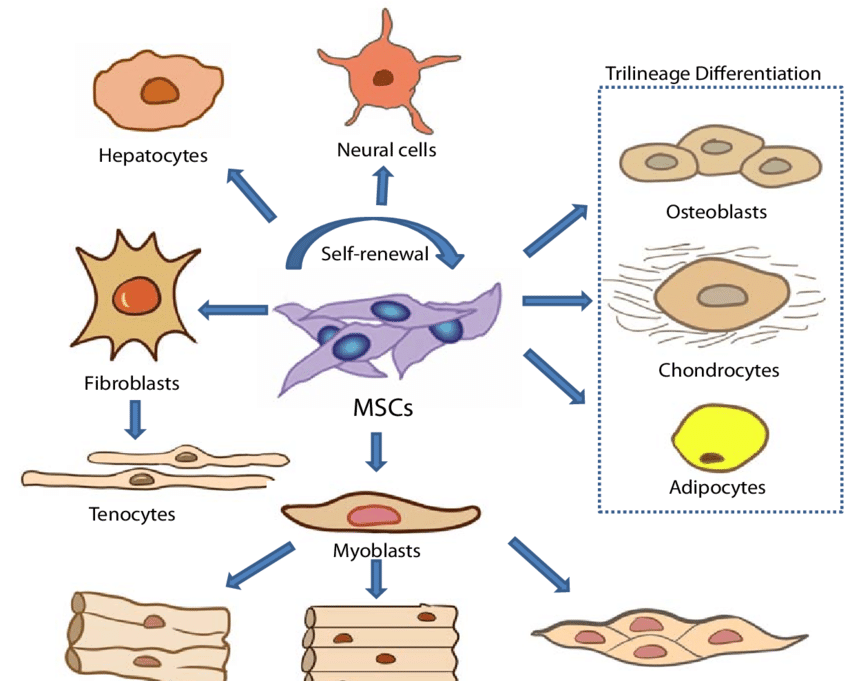 Trilineage Differentiation
Hepatocytes
Neural cells
Osteoblasts
Self-renewal
Chondrocytes
Fibroblasts
MSCs
Adipocytes
Tenocytes
Myoblasts